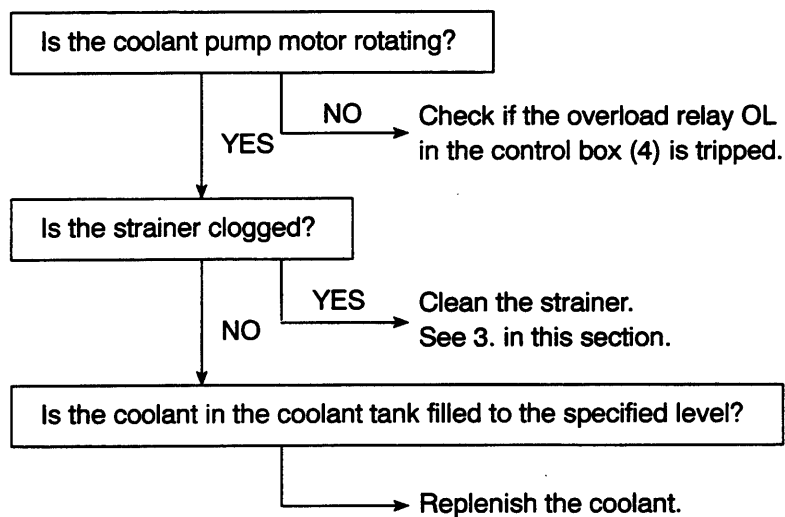 Is the coolant pump motor rotating?
NO
YES
Check if the overload relay OL
in the control box (4) is tripped.
Is the strainer clogged?
YES
NO
Clean the strainer.
See 3. in this section.
Is the coolant in the coolant tank filled to the specified level?
Replenish the coolant.